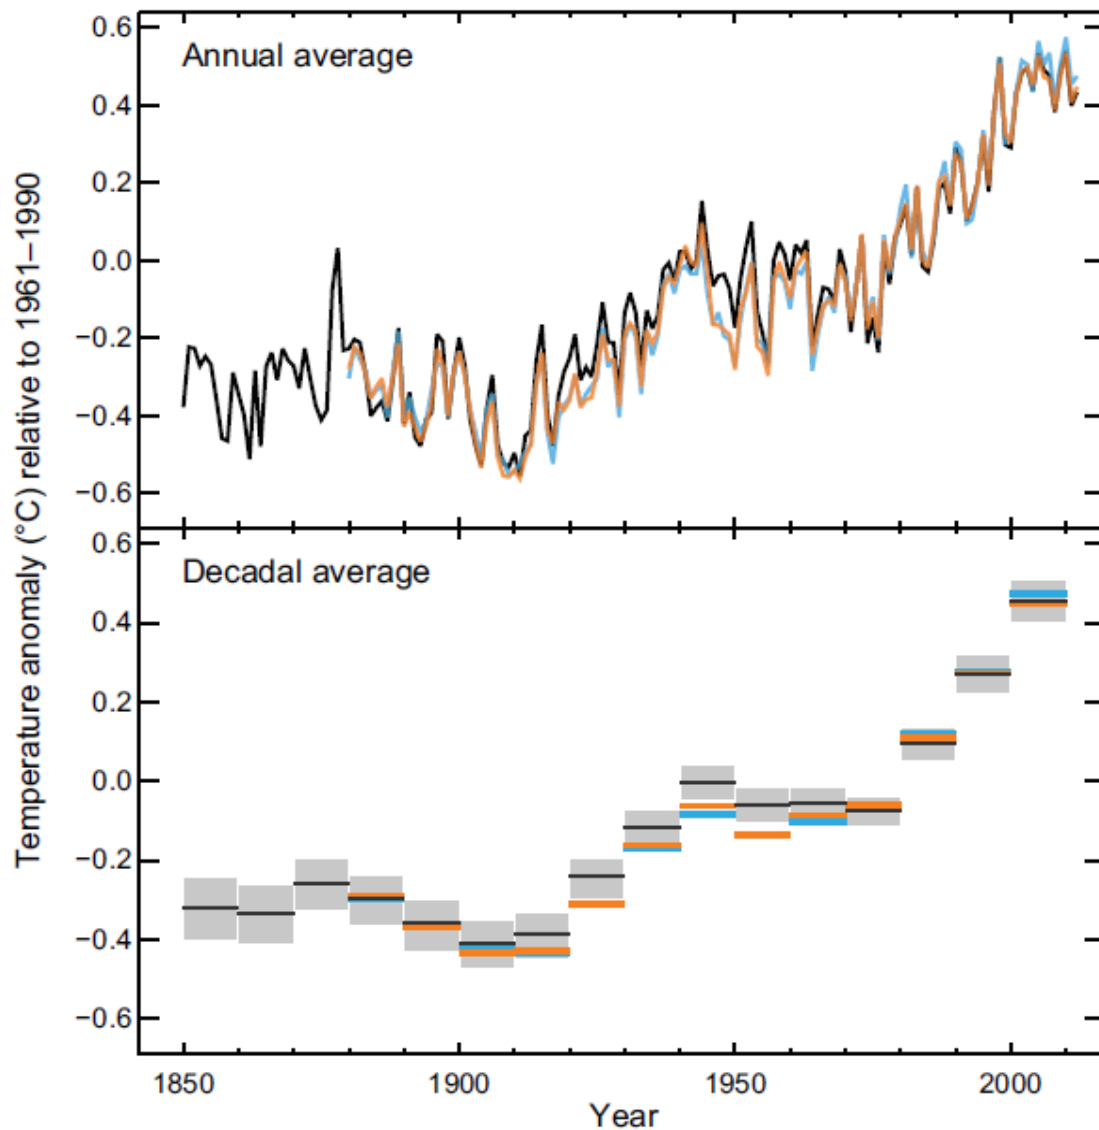 Temperature anomaly (°C) relative to 1961–1990
Annual average
0.6
0.4
0.2
0.0
−0.2
−0.4
−0.6
Decadal average
0.6
0.4
0.2
0.0
−0.2
−0.4
−0.6
1850 1900 1950 2000
Year